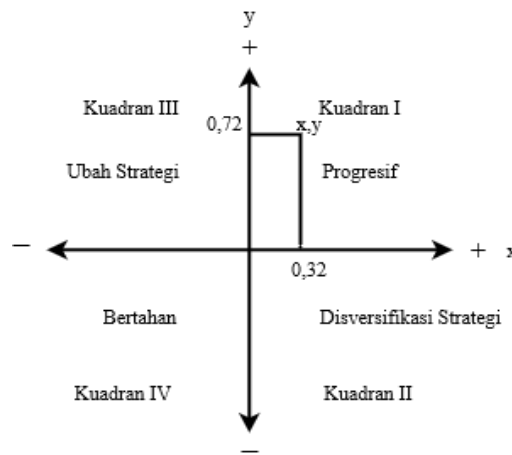 y
+
Kuadran III Kuadran I
0,72 x,y
Ubah Strategi Progresif
− + x
0,32
Bertahan Disversifikasi Strategi
Kuadran IV Kuadran II
−